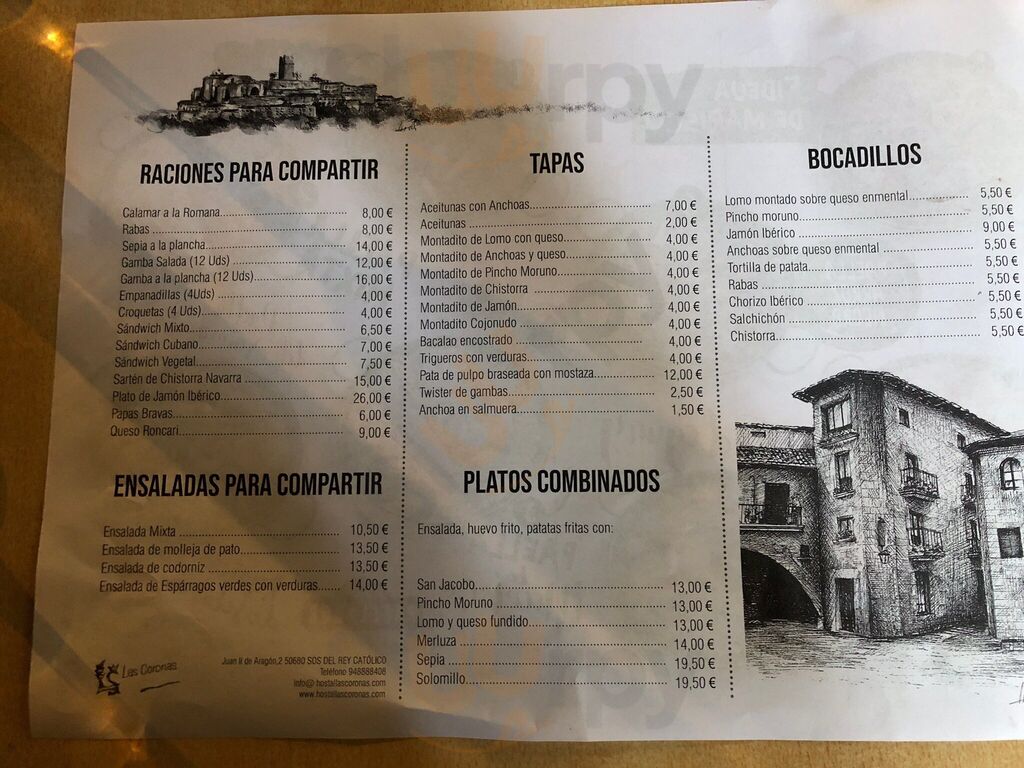 RACIONES PARA COMPARTIR
Calamar a la Romana 8,00 €
Rabas 8,00 €
Sepia a la plancha 14,00 €
Gamba Salada (12 Uds) 12,00 €
Gamba a la plancha (12 Uds) 16,00 €
Empanadillas (4Uds) 4,00 €
Croquetas (4 Uds) 4,00 €
Sándwich Mixto 6,50 €
Sándwich Cubano 7,00 €
Sándwich Vegetal 7,50 €
Sartén de Chistorra Navarra 15,00 €
Plato de Jamón Ibérico 26,00 €
Papas Bravas 6,00 €
Queso Roncari 9,00 €
ENSALADAS PARA COMPARTIR
Ensalada Mixta 10,50 €
Ensalada de molleja de pato 13,50 €
Ensalada de codorniz 13,50 €
Ensalada de Espárragos verdes con verduras 14,00 €
Las Coronas
Juan II de Aragón,2 50680 SOS DEL REY CATÓLICO
Teléfono 948888408
info@hostallascoronas.com
www.hostallascoronas.com
TAPAS
Aceitunas con Anchoas 7,00 €
Aceitunas 2,00 €
Montadito de Lomo con queso 4,00 €
Montadito de Anchoas y queso 4,00 €
Montadito de Pincho Moruno 4,00 €
Montadito de Chistorra 4,00 €
Montadito de Jamón 4,00 €
Montadito Cojonudo 4,00 €
Bacalao encostrado 4,00 €
Trigueros con verduras 4,00 €
Pata de pulpo braseada con mostaza 12,00 €
Twister de gambas 2,50 €
Anchoa en salmuera 1,50 €
PLATOS COMBINADOS
Ensalada, huevo frito, patatas fritas con:
San Jacobo 13,00 €
Pincho Moruno 13,00 €
Lomo y queso fundido 13,00 €
Merluza 14,00 €
Sepia 19,50 €
Solomillo 19,50 €
BOCADILLOS
Lomo montado sobre queso enmental 5,50 €
Pincho moruno 5,50 €
Jamón Ibérico 9,00 €
Anchoas sobre queso enmental 5,50 €
Tortilla de patata 5,50 €
Rabas 5,50 €
Chorizo Ibérico 5,50 €
Salchichón 5,50 €
Chistorra 5,50 €